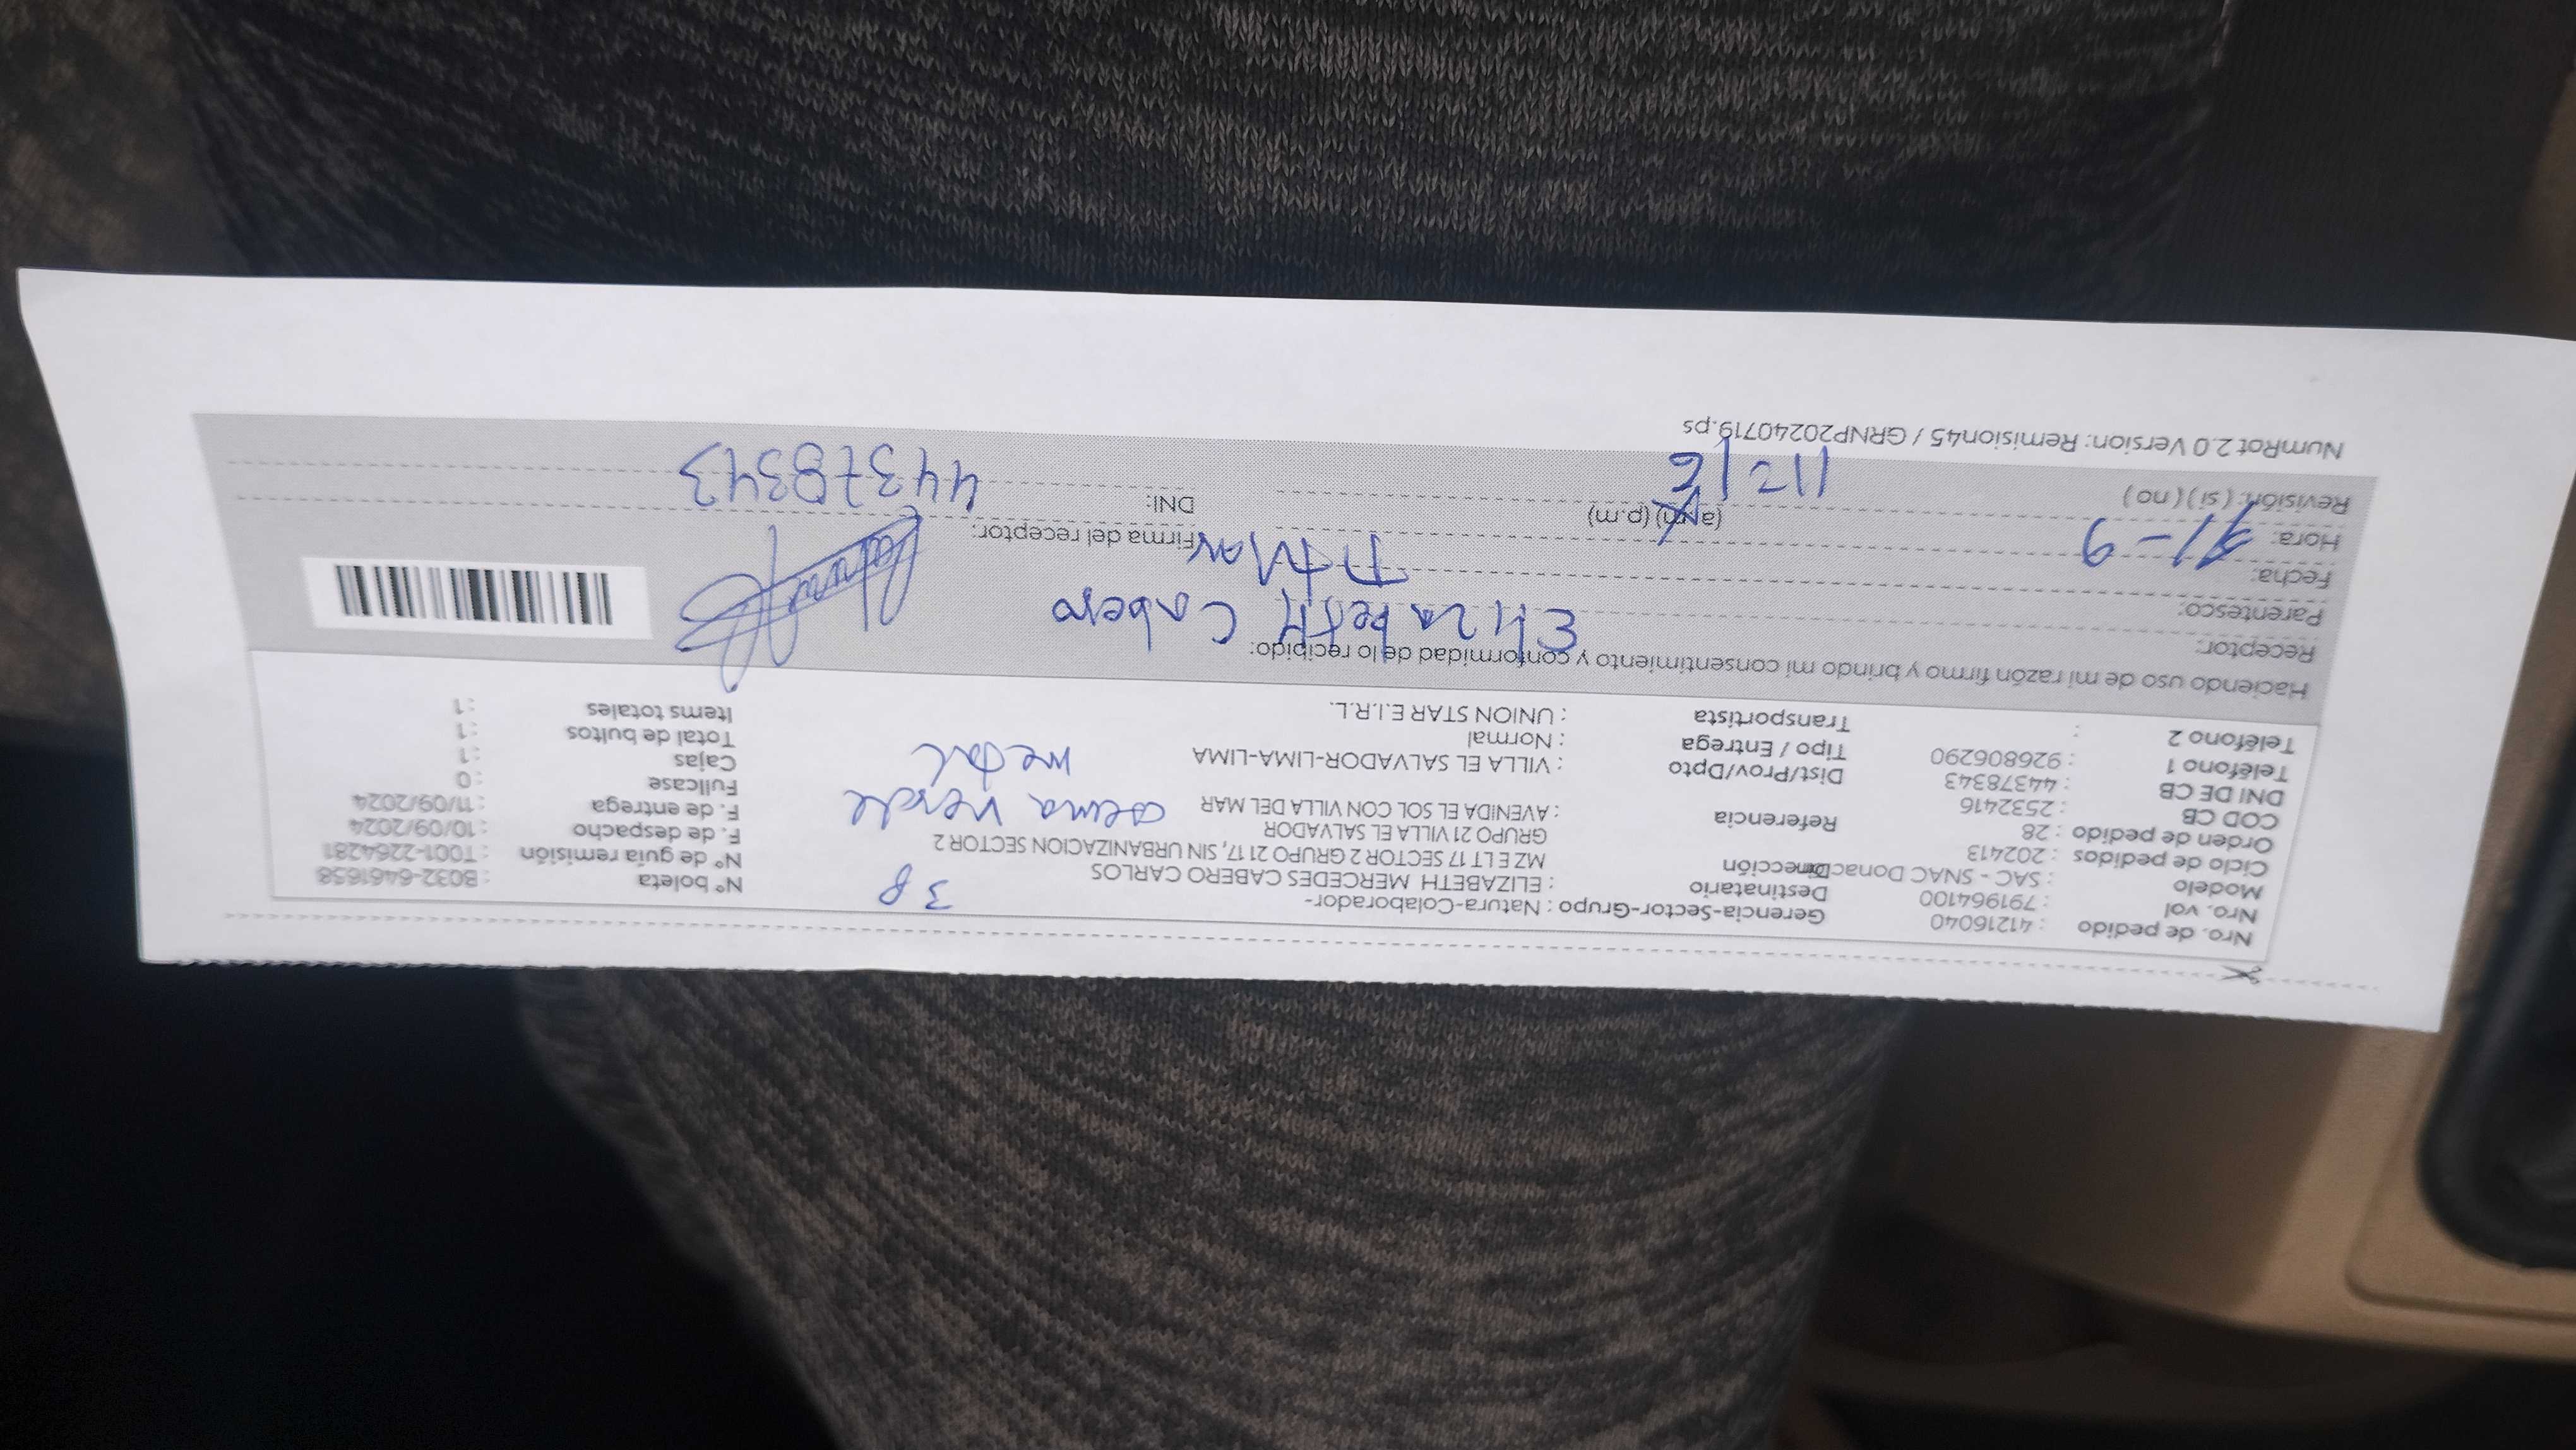 Nro. de pedido : 41216040 Gerencia-Sector-Grupo : Natura-Colaborador- 3 P N° boleta : B032-6461658
Nro. vol : 791964100 Destinatario : ELIZABETH MERCEDES CABERO CARLOS N° de guía remisión : T001-2264281
Modelo : SAC - SNAC Donac Dirección MZ E LT 17 SECTOR 2 GRUPO 21 17, SIN URBANIZACION SECTOR 2 F. de despacho : 10/09/2024
Ciclo de pedidos : 202413 GRUPO 21 VILLA EL SALVADOR F. de entrega : 11/09/2024
Orden de pedido : 28 Referencia : AVENIDA EL SOL CON VILLA DEL MAR verde Fullcase : 0
COD CB : 2532416 Dist/Prov/Dpto : VILLA EL SALVADOR-LIMA-LIMA Cajas : 1
DNI DE CB : 44378343 Tipo / Entrega : Normal Total de bultos : 1
Teléfono 1 : 926806290 Transportista : UNION STAR E.I.R.L. Items totales : 1
Teléfono 2 :
Haciendo uso de mi razón firmo y brindo mi consentimiento y conformidad de lo recibido:
Receptor: Elizabeth Cabero
Parentesco:
Fecha: 11-9 Firma del receptor:
Hora: (a.m) (p.m) DNI: 44378343
Revisión: ( si ) ( no )
NumRot 2.0 Version: Remision45 / GRNP20240719.ps